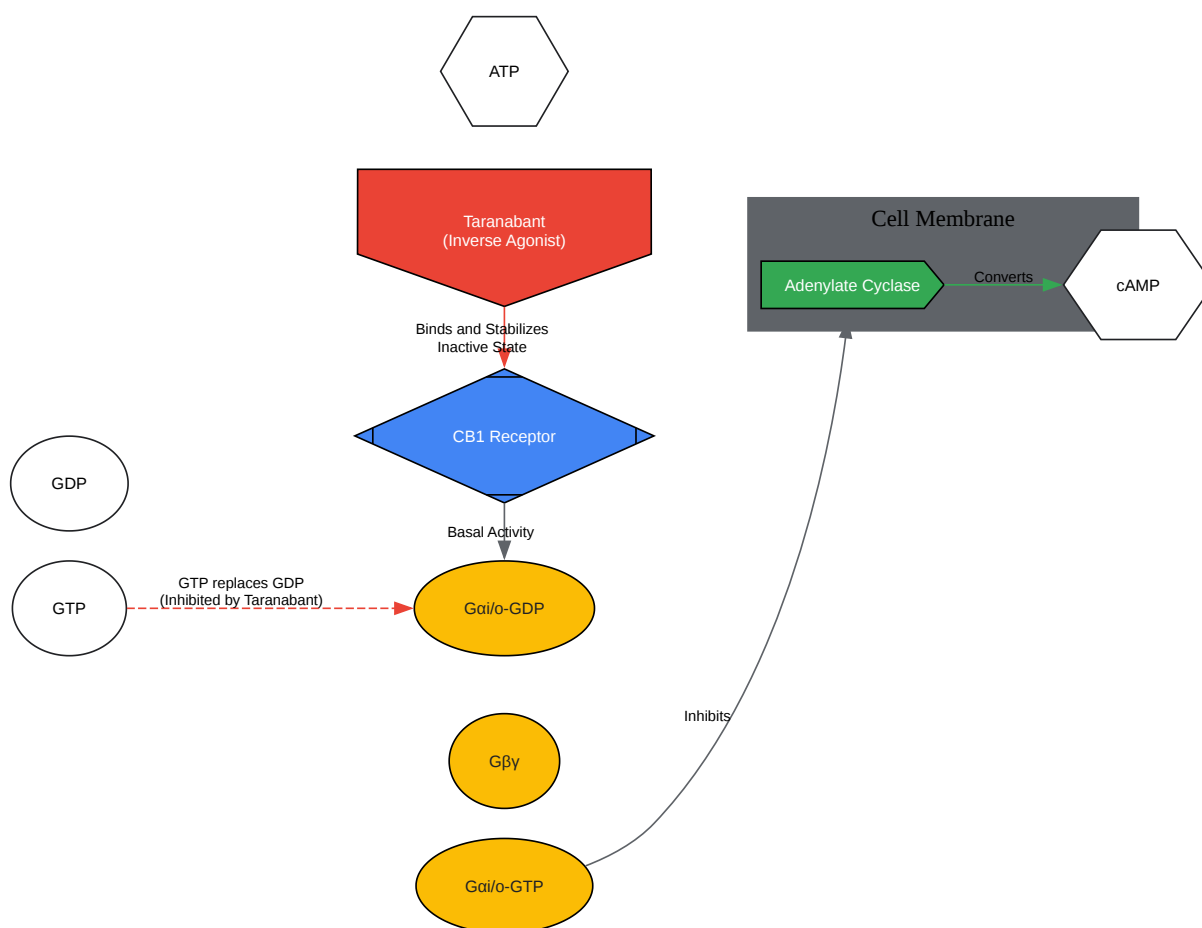 ATP
Taranabant
(Inverse Agonist)
Cell Membrane
Adenylate Cyclase
Converts
cAMP
Binds and Stabilizes
Inactive State
CB1 Receptor
GDP
Basal Activity
GTP
GTP replaces GDP
(Inhibited by Taranabant)
Gαi/o-GDP
Inhibits
Gβγ
Gαi/o-GTP